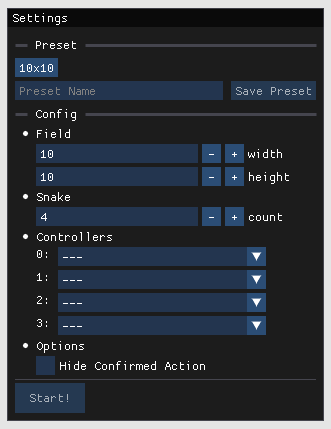 Settings
Preset
10x10
Preset Name Save Preset
Config
Field
10 - + width
10 - + height
Snake
4 - + count
Controllers
0: ---
1: ---
2: ---
3: ---
Options
Hide Confirmed Action
Start!